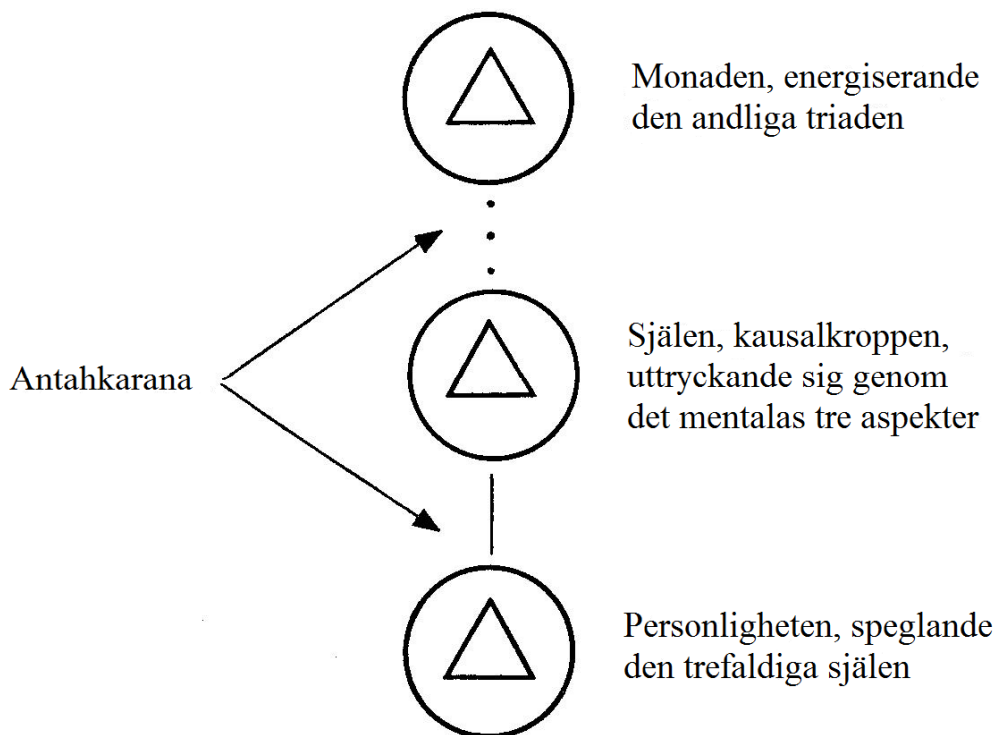 Monaden, energiserande
den andliga triaden
Själen, kausalkroppen,
uttryckande sig genom
det mentalas tre aspekter
Antahkarana
Personligheten, speglande
den trefaldiga själen